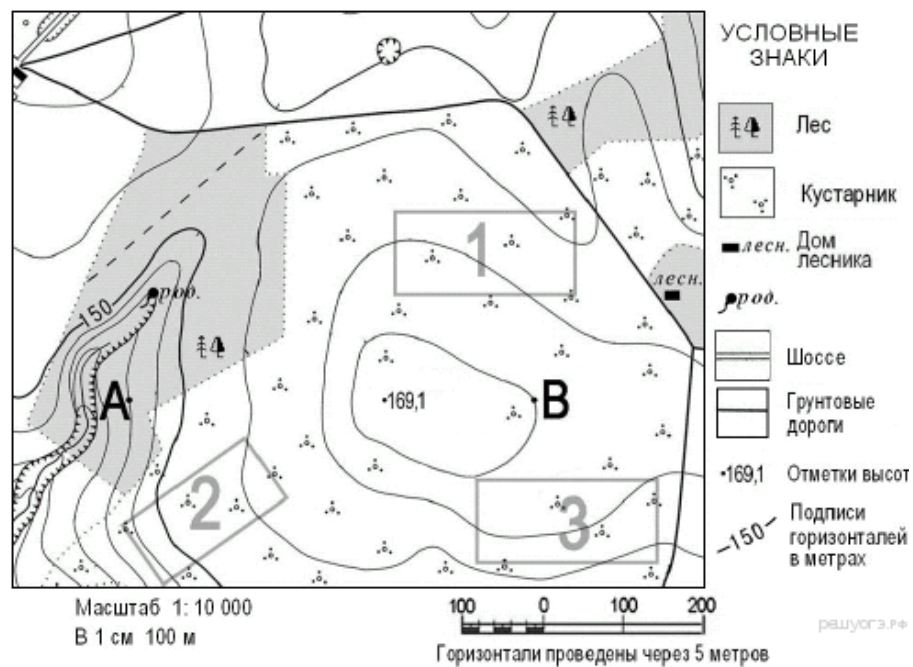 УСЛОВНЫЕ
ЗНАКИ
Лес
Кустарник
лесн. Дом
лесника
род.
Шоссе
Грунтовые
дороги
•169,1 Отметки высот
—150— Подписи
горизонталей
в метрах
1
лесн.
150
род.
A
•169,1
B
2
3
Масштаб 1: 10 000
В 1 см 100 м
100 0 100 200
Горизонтали проведены через 5 метров
решуогэ.рф